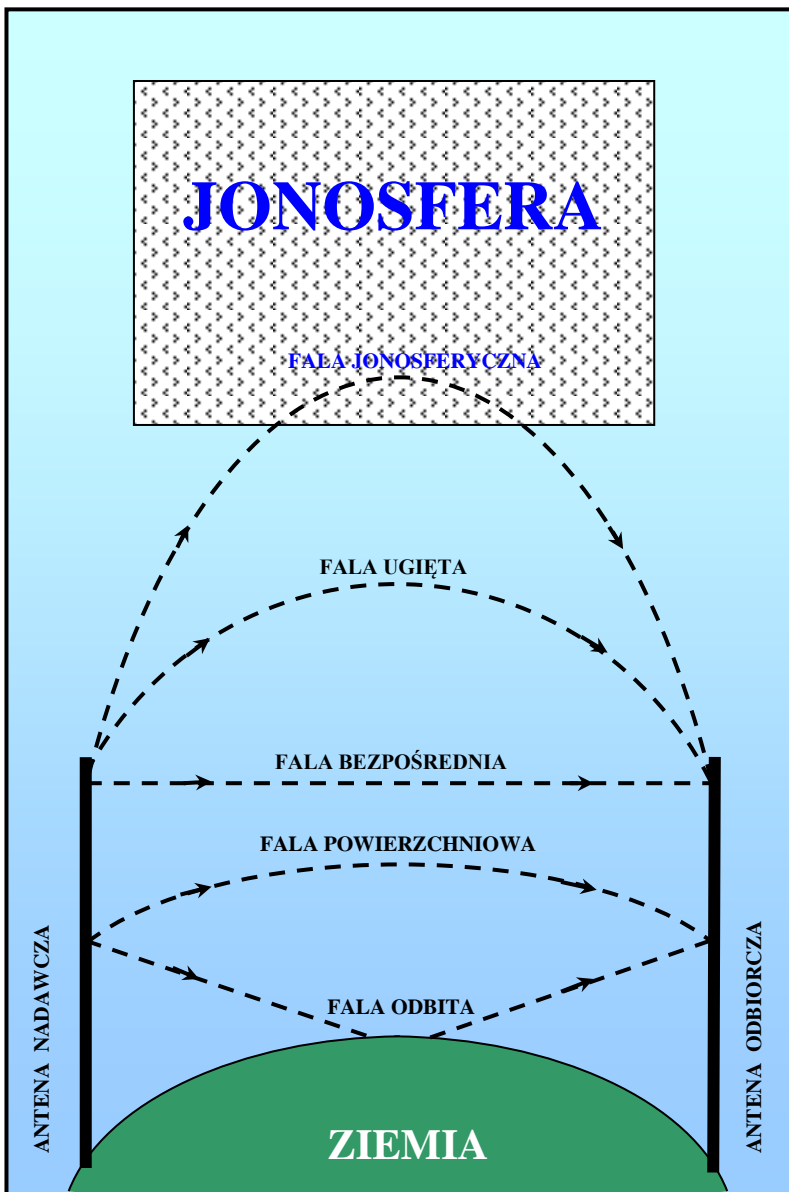 JONOSFERA
FALA JONOSFERYCZNA
FALA UGIĘTA
FALA BEZPOŚREDNIA
FALA POWIERZCHNIOWA
ANTENA NADAWCZA
ANTENA ODBIORCZA
FALA ODBITA
ZIEMIA